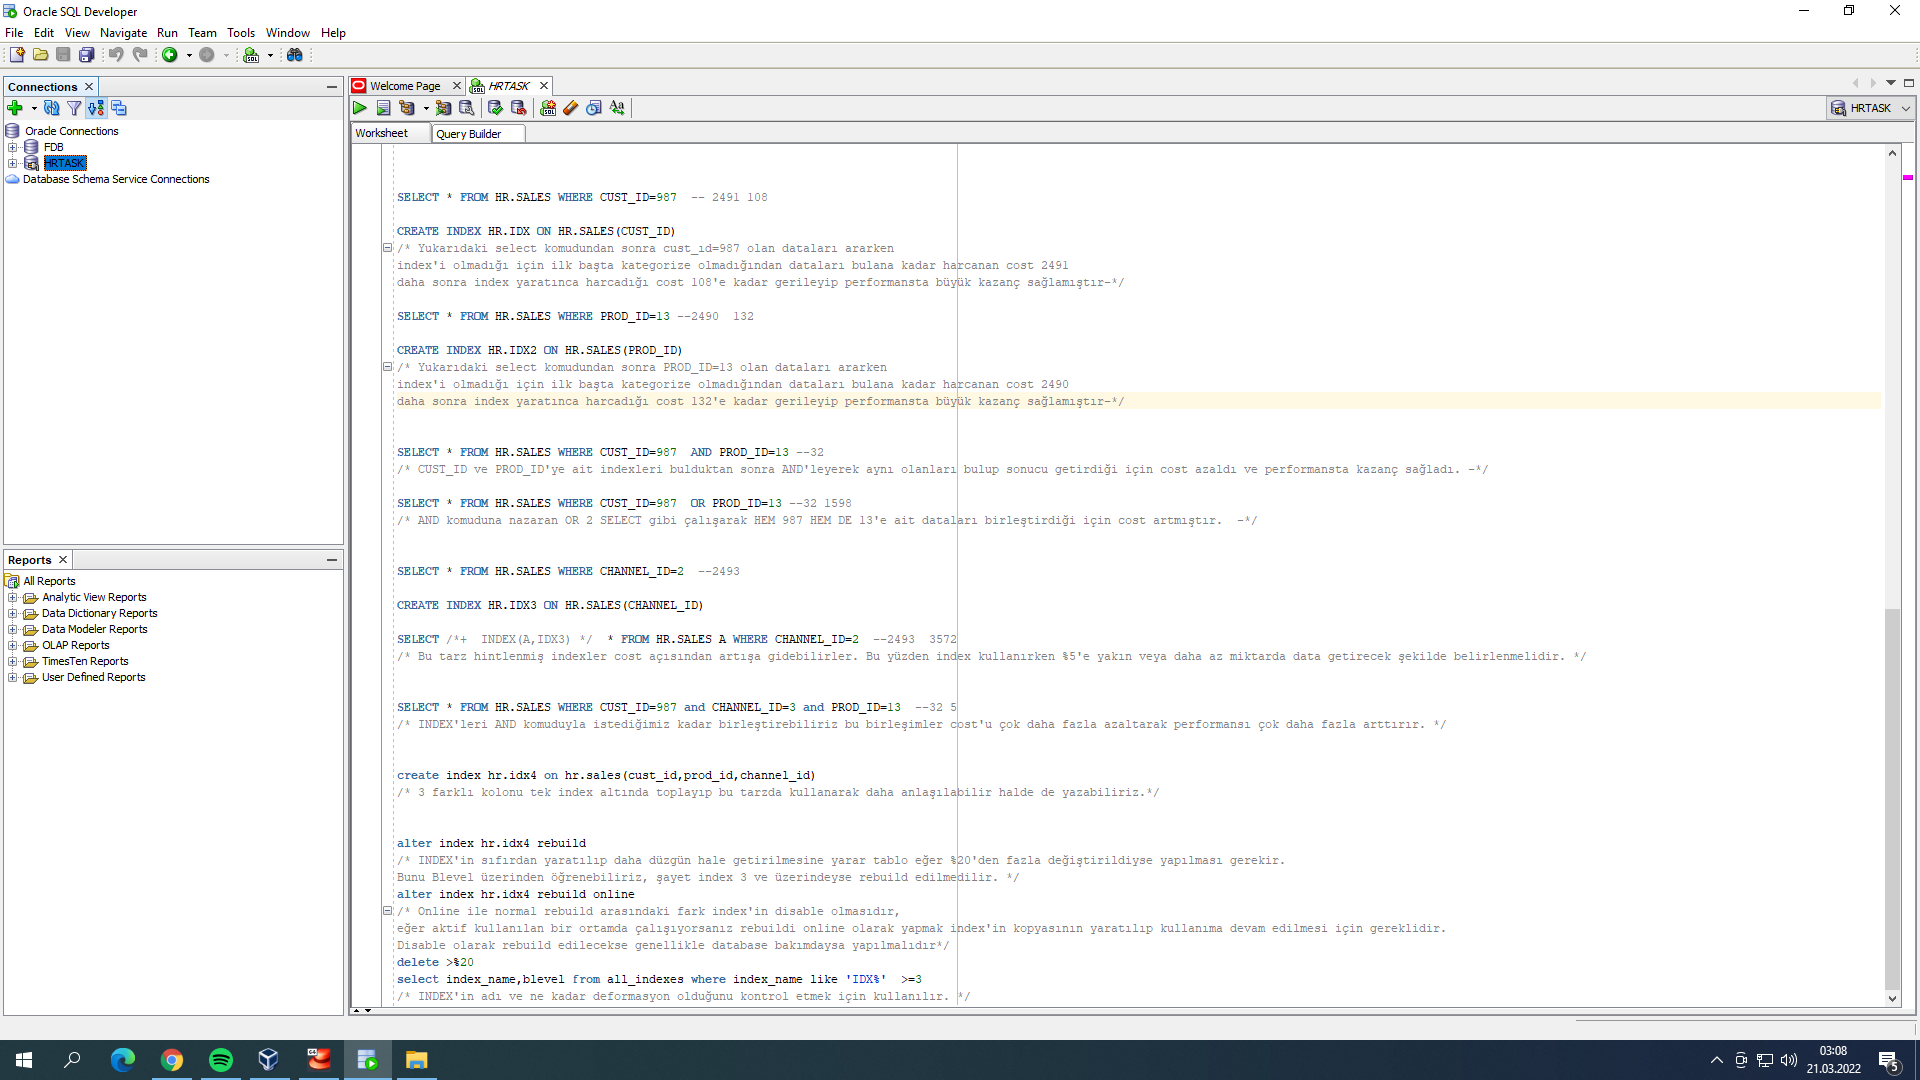 Oracle SQL Developer
File Edit View Navigate Run Team Tools Window Help
Connections
Oracle Connections
FDB
HRTASK
Database Schema Service Connections
Reports
All Reports
Analytic View Reports
Data Dictionary Reports
Data Modeler Reports
OLAP Reports
TimesTen Reports
User Defined Reports
Welcome Page HRTASK
HRTASK
Worksheet Query Builder
SELECT * FROM HR.SALES WHERE CUST_ID=987  -- 2491 108
CREATE INDEX HR.IDX ON HR.SALES(CUST_ID)
/* Yukarıdaki select komudundan sonra cust_ıd=987 olan dataları ararken
index'i olmadığı için ilk başta kategorize olmadığından dataları bulana kadar harcanan cost 2491
daha sonra index yaratınca harcadığı cost 108'e kadar gerileyip performansta büyük kazanç sağlamıştır-*/
SELECT * FROM HR.SALES WHERE PROD_ID=13 --2490  132
CREATE INDEX HR.IDX2 ON HR.SALES(PROD_ID)
/* Yukarıdaki select komudundan sonra PROD_ID=13 olan dataları ararken
index'i olmadığı için ilk başta kategorize olmadığından dataları bulana kadar harcanan cost 2490
daha sonra index yaratınca harcadığı cost 132'e kadar gerileyip performansta büyük kazanç sağlamıştır-*/
SELECT * FROM HR.SALES WHERE CUST_ID=987  AND PROD_ID=13 --32
/* CUST_ID ve PROD_ID'ye ait indexleri bulduktan sonra AND'leyerek aynı olanları bulup sonucu getirdiği için cost azaldı ve performansta kazanç sağladı. -*/
SELECT * FROM HR.SALES WHERE CUST_ID=987  OR PROD_ID=13 --32 1598
/* AND komuduna nazaran OR 2 SELECT gibi çalışarak HEM 987 HEM DE 13'e ait dataları birleştirdiği için cost artmıştır.  -*/
SELECT * FROM HR.SALES WHERE CHANNEL_ID=2  --2493
CREATE INDEX HR.IDX3 ON HR.SALES(CHANNEL_ID)
SELECT /*+  INDEX(A,IDX3) */  * FROM HR.SALES A WHERE CHANNEL_ID=2  --2493  3572
/* Bu tarz hintlenmiş indexler cost açısından artışa gidebilirler. Bu yüzden index kullanırken %5'e yakın veya daha az miktarda data getirecek şekilde belirlenmelidir. */
SELECT * FROM HR.SALES WHERE CUST_ID=987 and CHANNEL_ID=3 and PROD_ID=13  --32 5
/* INDEX'leri AND komuduyla istediğimiz kadar birleştirebiliriz bu birleşimler cost'u çok daha fazla azaltarak performansı çok daha fazla arttırır. */
create index hr.idx4 on hr.sales(cust_id,prod_id,channel_id)
/* 3 farklı kolonu tek index altında toplayıp bu tarzda kullanarak daha anlaşılabilir halde de yazabiliriz.*/
alter index hr.idx4 rebuild
/* INDEX'in sıfırdan yaratılıp daha düzgün hale getirilmesine yarar tablo eğer %20'den fazla değiştirildiyse yapılması gerekir.
Bunu Blevel üzerinden öğrenebiliriz, şayet index 3 ve üzerindeyse rebuild edilmedilir. */
alter index hr.idx4 rebuild online
/* Online ile normal rebuild arasındaki fark index'in disable olmasıdır,
eğer aktif kullanılan bir ortamda çalışıyorsanız rebuildi online olarak yapmak index'in kopyasının yaratılıp kullanıma devam edilmesi için gereklidir.
Disable olarak rebuild edilecekse genellikle database bakımdaysa yapılmalıdır*/
delete >%20
select index_name,blevel from all_indexes where index_name like 'IDX%'  >=3
/* INDEX'in adı ve ne kadar deformasyon olduğunu kontrol etmek için kullanılır. */
03:08
21.03.2022
5